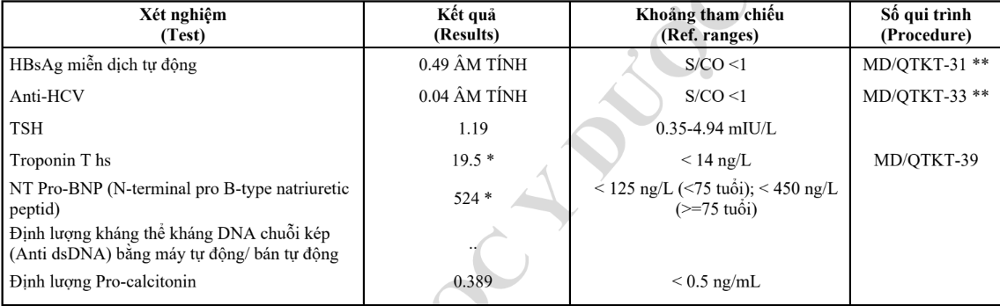 Xét nghiệm Kết quả Khoảng tham chiếu Số qui trình
(Test) (Results) (Ref. ranges) (Procedure)
HBsAg miễn dịch tự động 0.49 ÂM TÍNH S/CO <1 MD/QTKT-31 **
Anti-HCV 0.04 ÂM TÍNH S/CO <1 MD/QTKT-33 **
TSH 1.19 0.35-4.94 mIU/L
Troponin T hs 19.5 * < 14 ng/L MD/QTKT-39
NT Pro-BNP (N-terminal pro B-type natriuretic
peptid)
524 *
< 125 ng/L (<75 tuổi); < 450 ng/L
(>=75 tuổi)
Định lượng kháng thể kháng DNA chuỗi kép
(Anti dsDNA) bằng máy tự động/ bán tự động
..
Định lượng Pro-calcitonin 0.389 < 0.5 ng/mL
ỌC Y DƯỢC